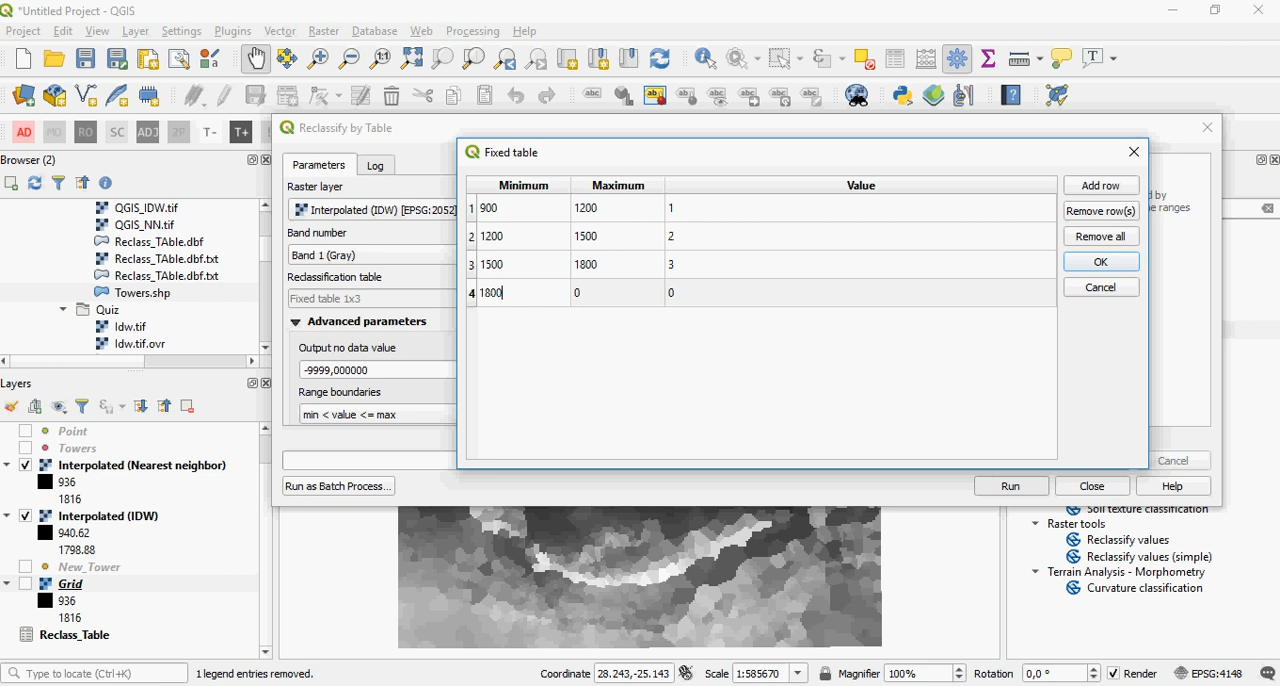 *Untitled Project - QGIS
Project Edit View Layer Settings Plugins Vector Raster Database Web Processing Help
AD MO RO SC ADJ 2P T- T+
Browser (2)
QGIS_IDW.tif
QGIS_NN.tif
Reclass_TAble.dbf
Reclass_TAble.dbf.txt
Reclass_TAble.dbf.txt
Towers.shp
Quiz
Idw.tif
Idw.tif.ovr
Layers
Point
Towers
Interpolated (Nearest neighbor)
936
1816
Interpolated (IDW)
940.62
1798.88
New_Tower
Grid
936
1816
Reclass_Table
Reclassify by Table
Parameters Log
Raster layer
Interpolated (IDW) [EPSG:2052]
Band number
Band 1 (Gray)
Reclassification table
Fixed table 1x3
Advanced parameters
Output no data value
-9999,000000
Range boundaries
min < value <= max
Run as Batch Process...
Cancel
Run Close Help
Fixed table
Minimum Maximum Value
1 900 1200 1
2 1200 1500 2
3 1500 1800 3
4 1800 0 0
Add row
Remove row(s)
Remove all
OK
Cancel
d by
e ranges
Soil texture classification
Raster tools
Reclassify values
Reclassify values (simple)
Terrain Analysis - Morphometry
Curvature classification
Type to locate (Ctrl+K) 1 legend entries removed. Coordinate 28.243,-25.143 Scale 1:585670 Magnifier 100% Rotation 0,0 ° Render EPSG:4148